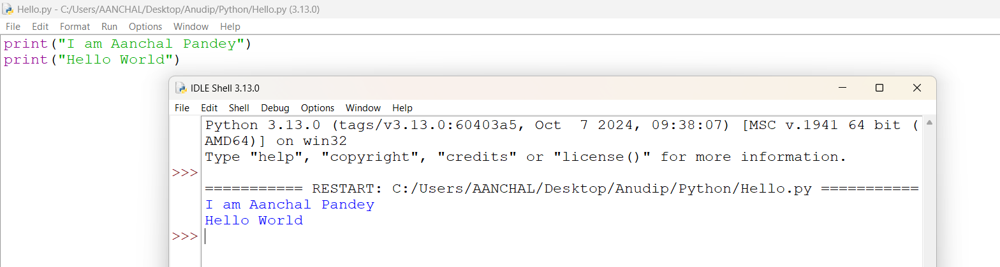 Hello.py - C:/Users/AANCHAL/Desktop/Anudip/Python/Hello.py (3.13.0)
File Edit Format Run Options Window Help
print("I am Aanchal Pandey")
print("Hello World")
IDLE Shell 3.13.0
File Edit Shell Debug Options Window Help
Python 3.13.0 (tags/v3.13.0:60403a5, Oct  7 2024, 09:38:07) [MSC v.1941 64 bit (
AMD64)] on win32
Type "help", "copyright", "credits" or "license()" for more information.
>>>
=========== RESTART: C:/Users/AANCHAL/Desktop/Anudip/Python/Hello.py ===========
I am Aanchal Pandey
Hello World
>>>